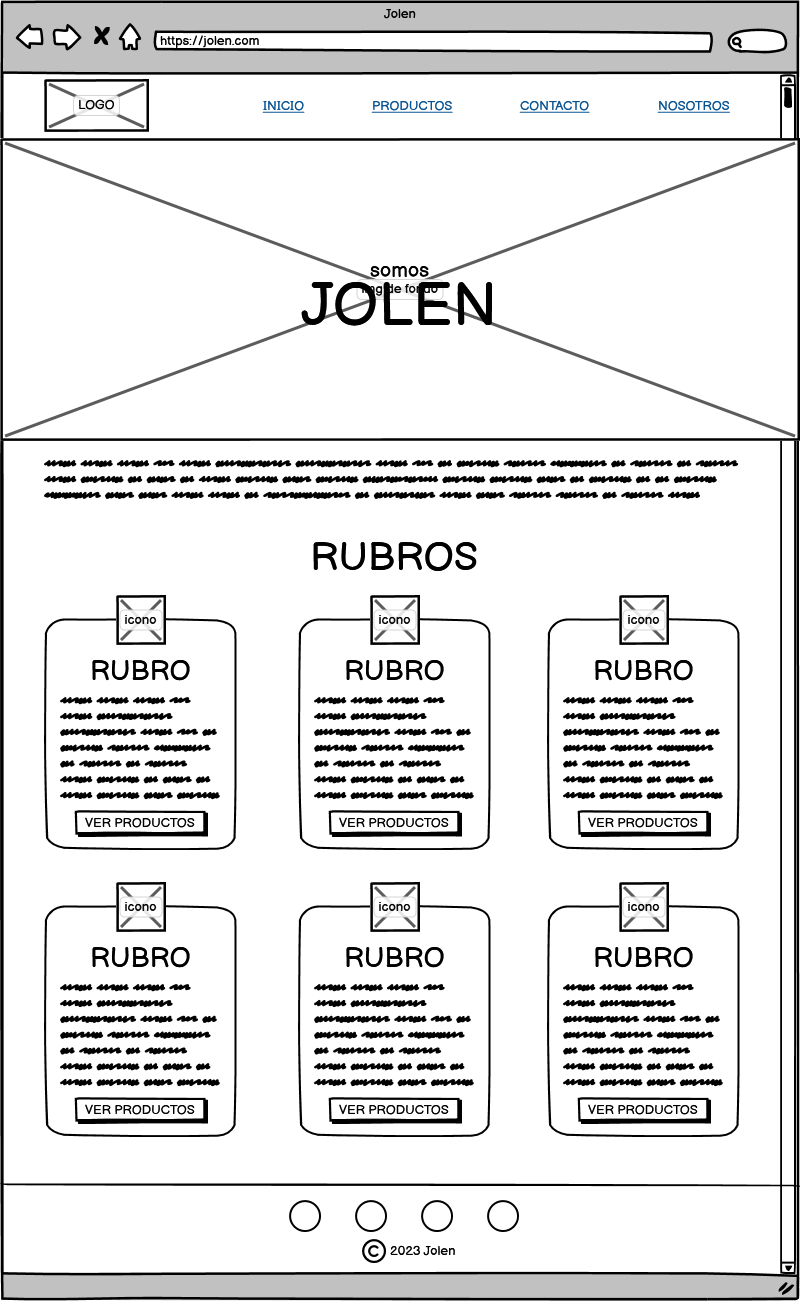 Jolen
https://jolen.com
LOGO
INICIO PRODUCTOS CONTACTO NOSOTROS
somos
img de fondo
JOLEN
RUBROS
icono icono icono
RUBRO RUBRO RUBRO
VER PRODUCTOS VER PRODUCTOS VER PRODUCTOS
icono icono icono
RUBRO RUBRO RUBRO
VER PRODUCTOS VER PRODUCTOS VER PRODUCTOS
© 2023 Jolen